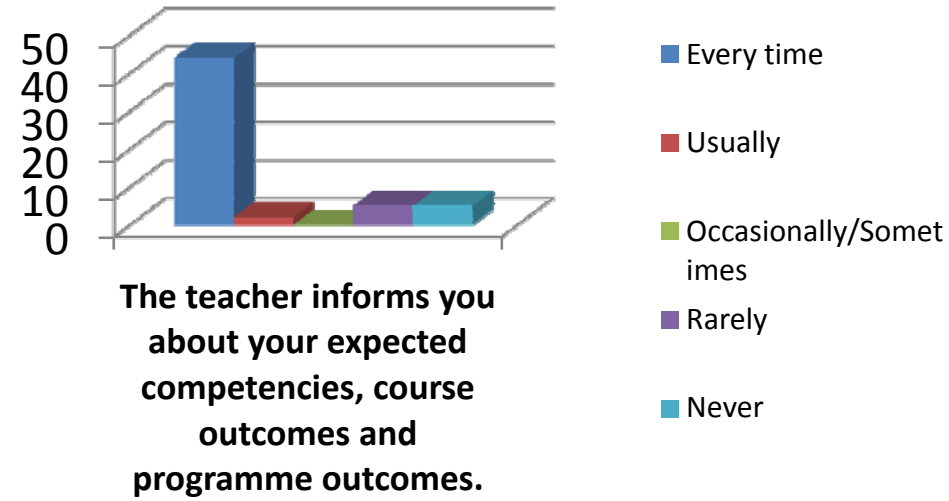 50
40
30
20
10
0
The teacher informs you
about your expected
competencies, course
outcomes and
programme outcomes.
Every time
Usually
Occasionally/Somet
imes
Rarely
Never